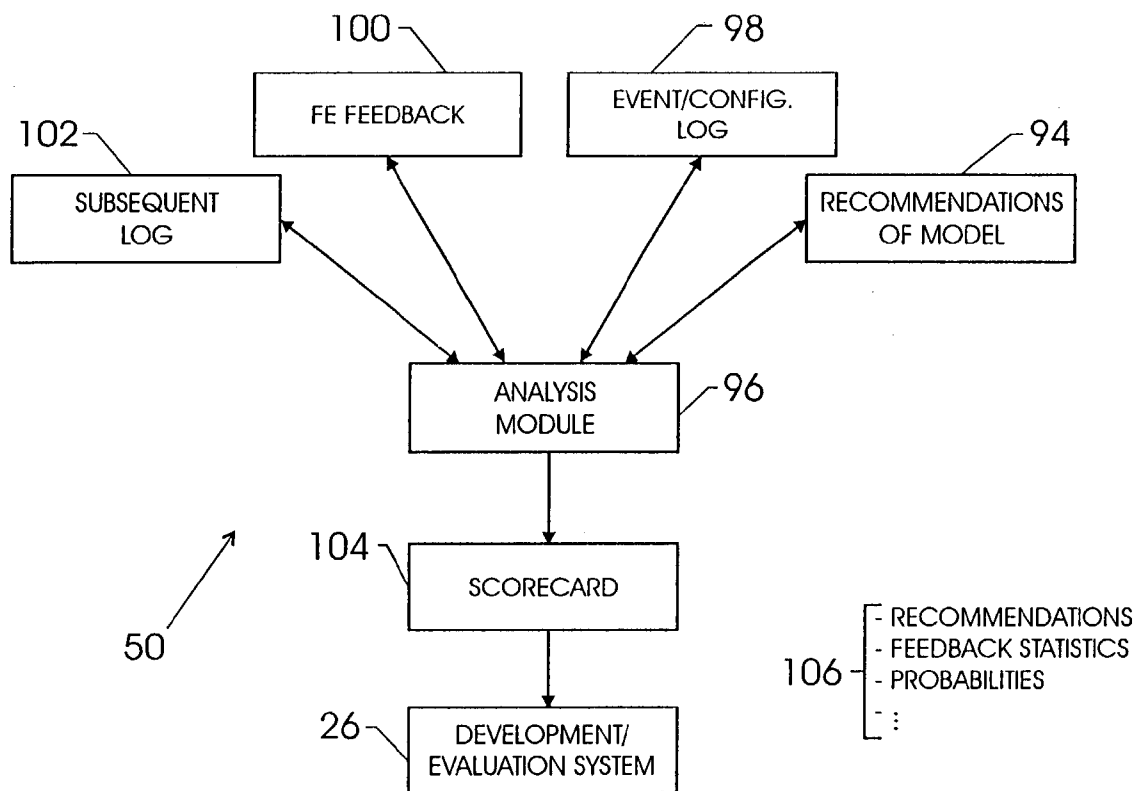 100
98
FE FEEDBACK
EVENT/CONFIG.
LOG
102
94
SUBSEQUENT
LOG
RECOMMENDATIONS
OF MODEL
ANALYSIS
MODULE
96
104
SCORECARD
50
106
- RECOMMENDATIONS
- FEEDBACK STATISTICS
- PROBABILITIES
- ⋮
26
DEVELOPMENT/
EVALUATION SYSTEM